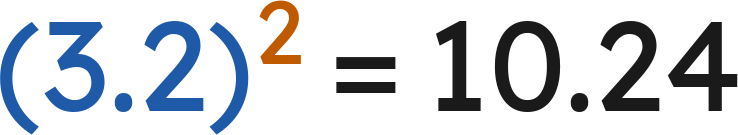 (3.2)² = 10.24